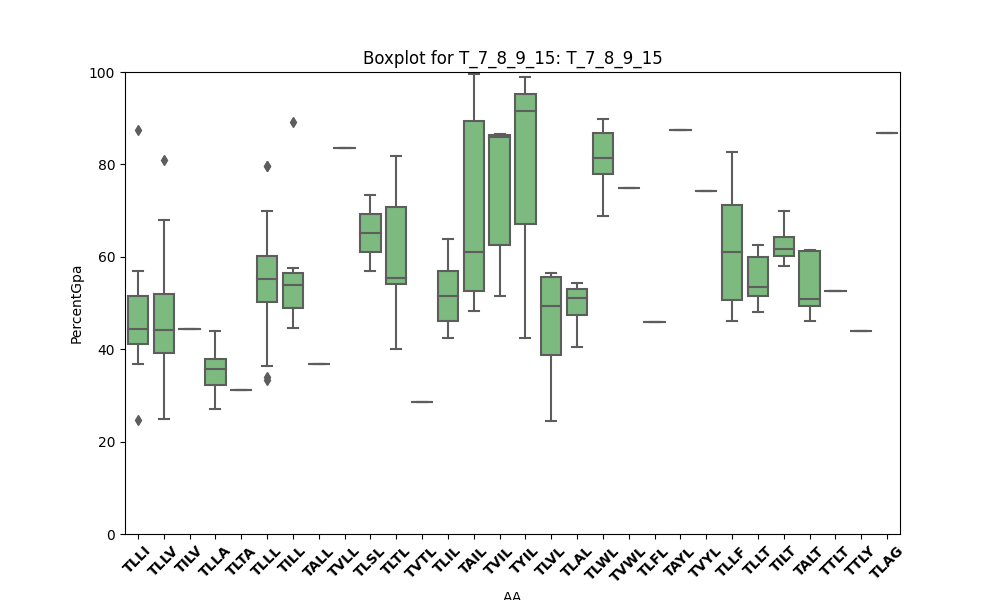 Boxplot for T_7_8_9_15: T_7_8_9_15
PercentGpa
100
80
60
40
20
0
TLLI TLLV TILV TLLA TLTA TLLL TILL TALL TVLL TLSL TLTL TVTL TLIL TAIL TVIL TYIL TLVL TLAL TLWL TVWL TLFL TAYL TVYL TLLF TLLT TILT TALT TTLT TTLY TLAG
AA